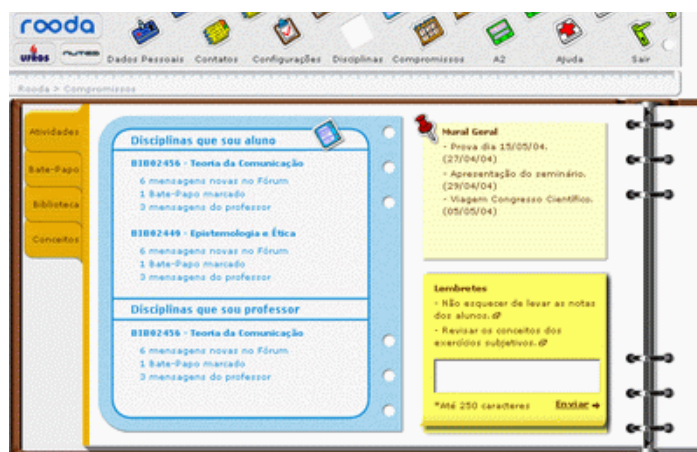 rooda
UFRGS NUTED
Dados Pessoais Contatos Configurações Disciplinas Compromissos A2 Ajuda Sair
Rooda > Compromissos
Atividades
Bate-Papo
Biblioteca
Conceitos
Disciplinas que sou aluno
BIB02456 - Teoria da Comunicação
6 mensagens novas no Fórum
1 Bate-Papo marcado
3 mensagens do professor
BIB02449 - Epistemologia e Ética
6 mensagens novas no Fórum
1 Bate-Papo marcado
3 mensagens do professor
Disciplinas que sou professor
BIB02456 - Teoria da Comunicação
6 mensagens novas no Fórum
1 Bate-Papo marcado
3 mensagens do professor
Mural Geral
- Prova dia 15/05/04.
(27/04/04)
- Apresentação do seminário.
(29/04/04)
- Viagem Congresso Científico.
(05/05/04)
Lembretes
- Não esquecer de levar as notas
dos alunos.
- Revisar os conceitos dos
exercícios subjetivos.
*Até 250 caracteres Enviar